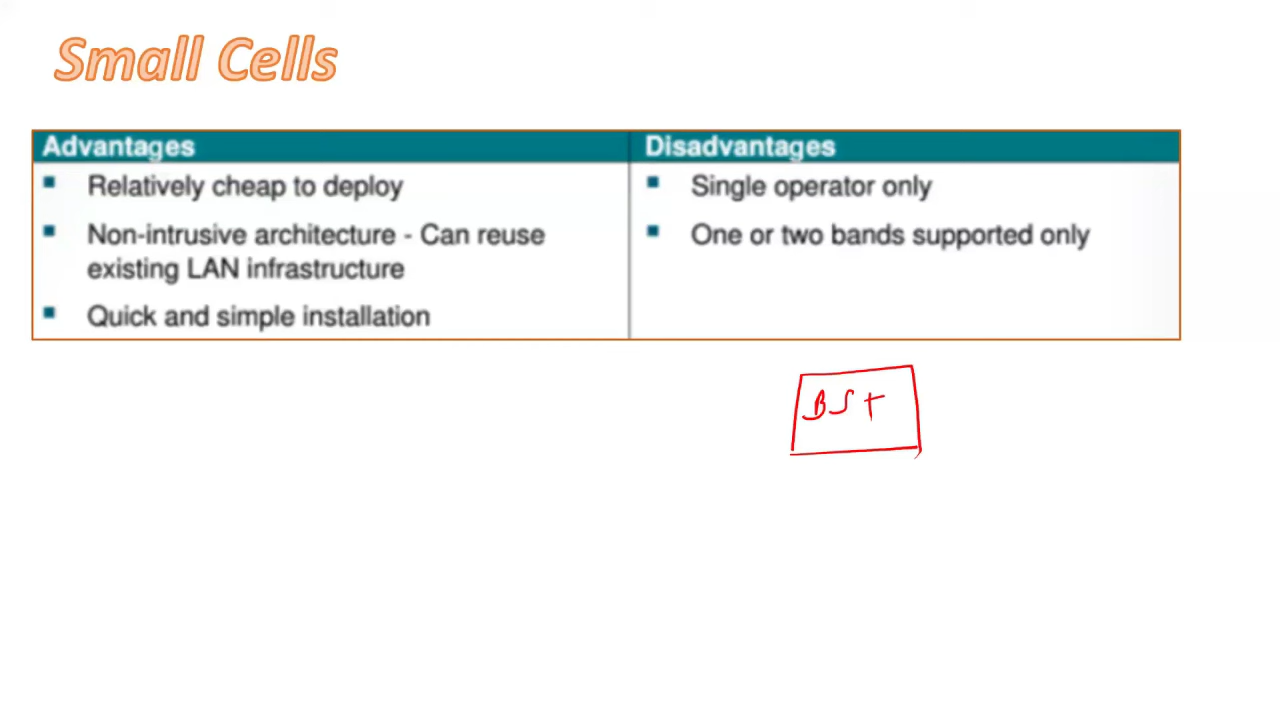 Small Cells
Advantages
Disadvantages
Relatively cheap to deploy
Non-intrusive architecture - Can reuse
existing LAN infrastructure
Quick and simple installation
Single operator only
One or two bands supported only
BST